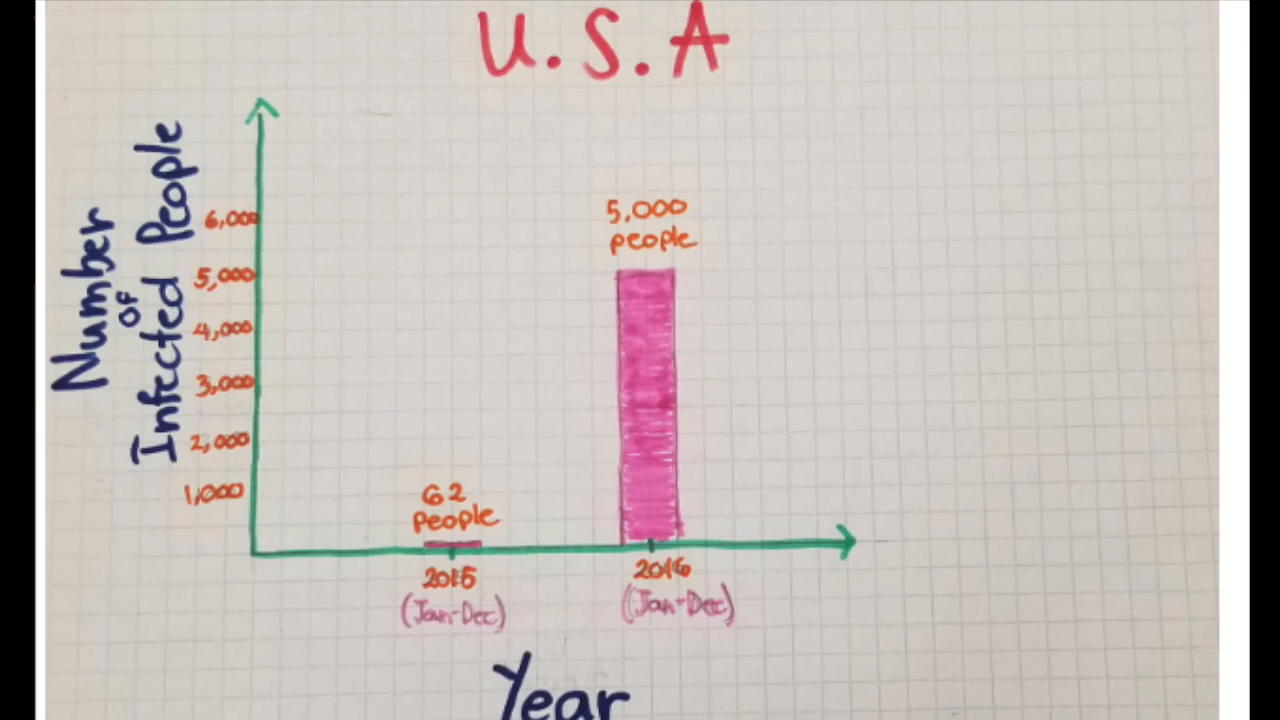 U.S.A
Number
of
Infected People
6,000
5,000
4,000
3,000
2,000
1,000
5,000
people
62
people
2015
2016
(Jan-Dec)
(Jan-Dec)
Year